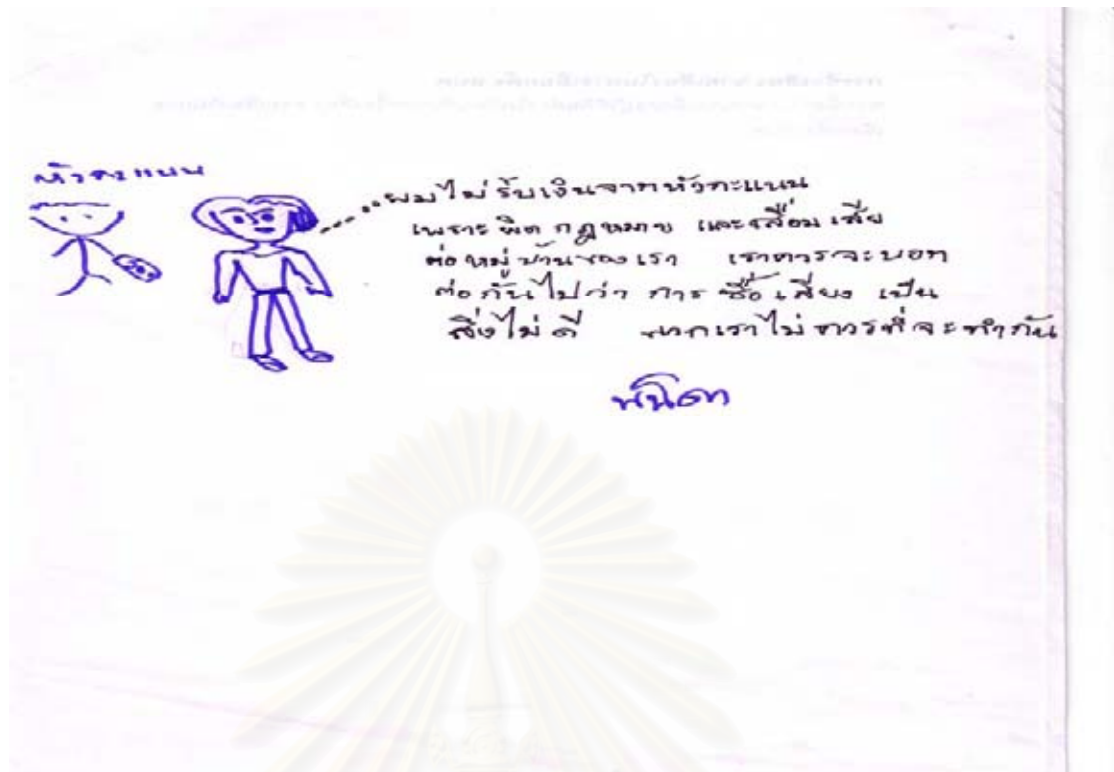 หัวคะแนน
ผมไม่รับเงินจากหัวคะแนน
เพราะผิดกฎหมาย และเสื่อมเสีย
ต่อหมู่บ้านของเรา เราควรจะบอก
ต่อกันไปว่า การซื้อเสียง เป็น
สิ่งไม่ดี พวกเราไม่ควรที่จะทำกัน